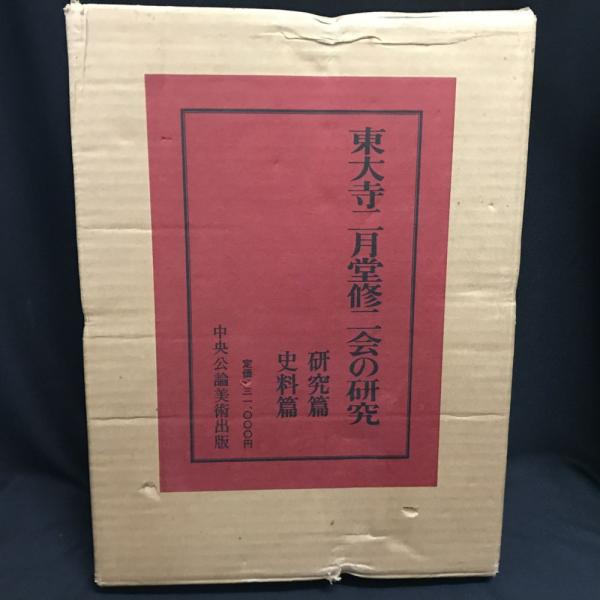 東大寺二月堂修二会の研究
研究篇
史料篇
定価、三一、〇〇〇円
中央公論美術出版